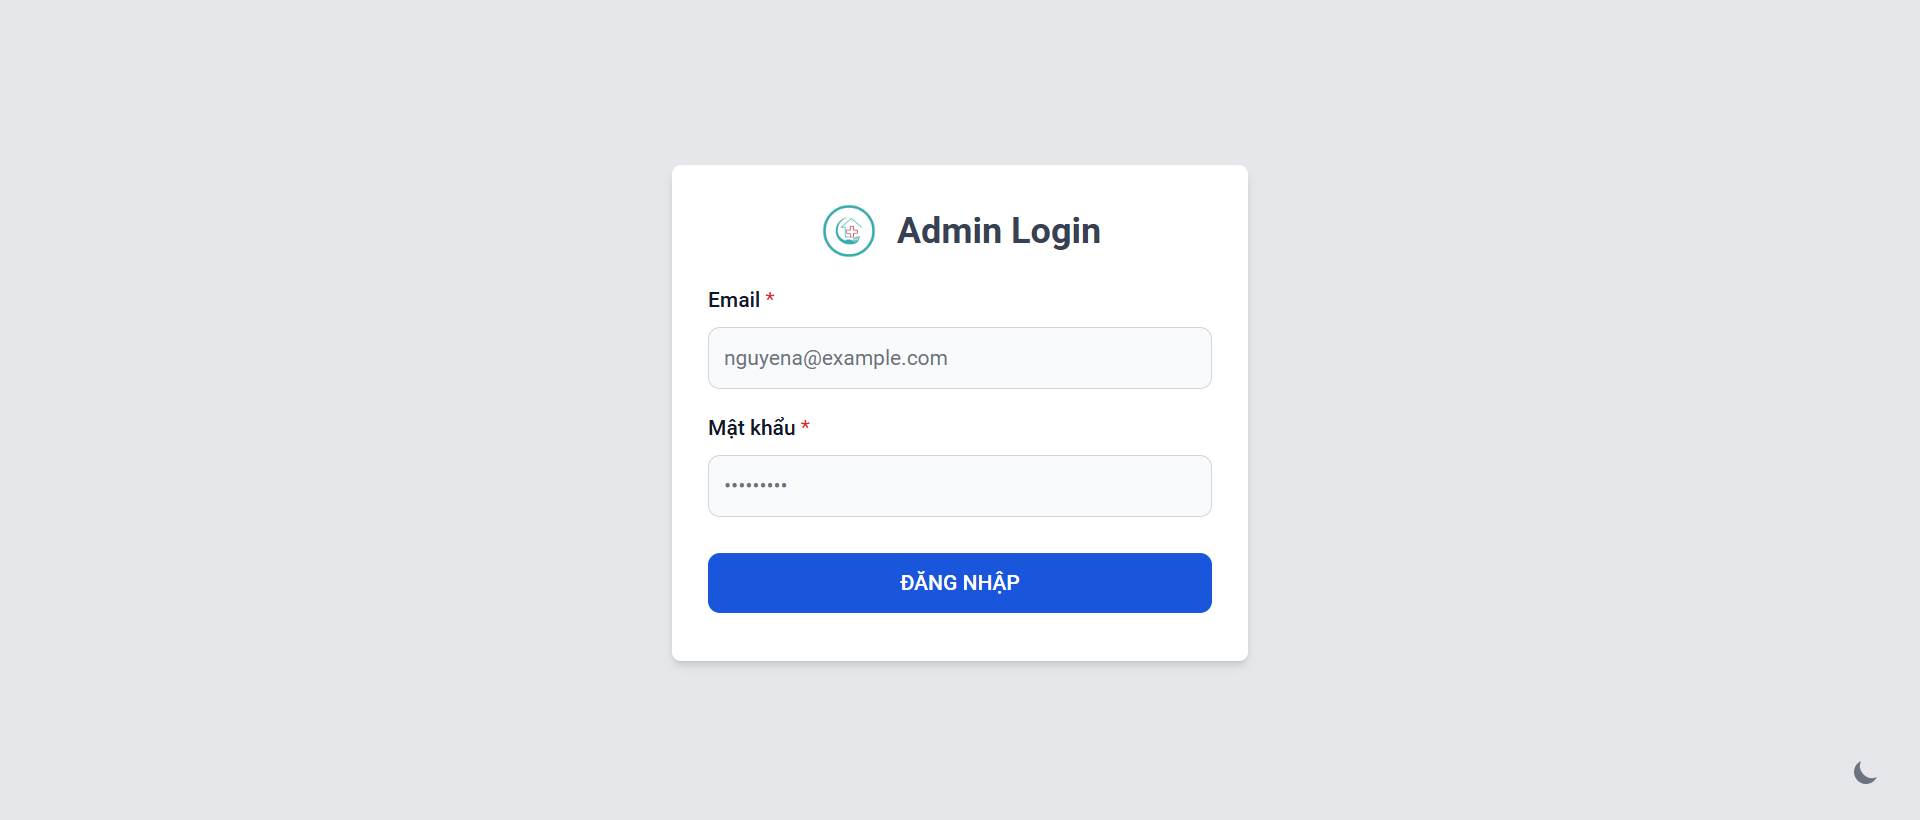 Admin Login
Email *
nguyena@example.com
Mật khẩu *
•••••••••
ĐĂNG NHẬP